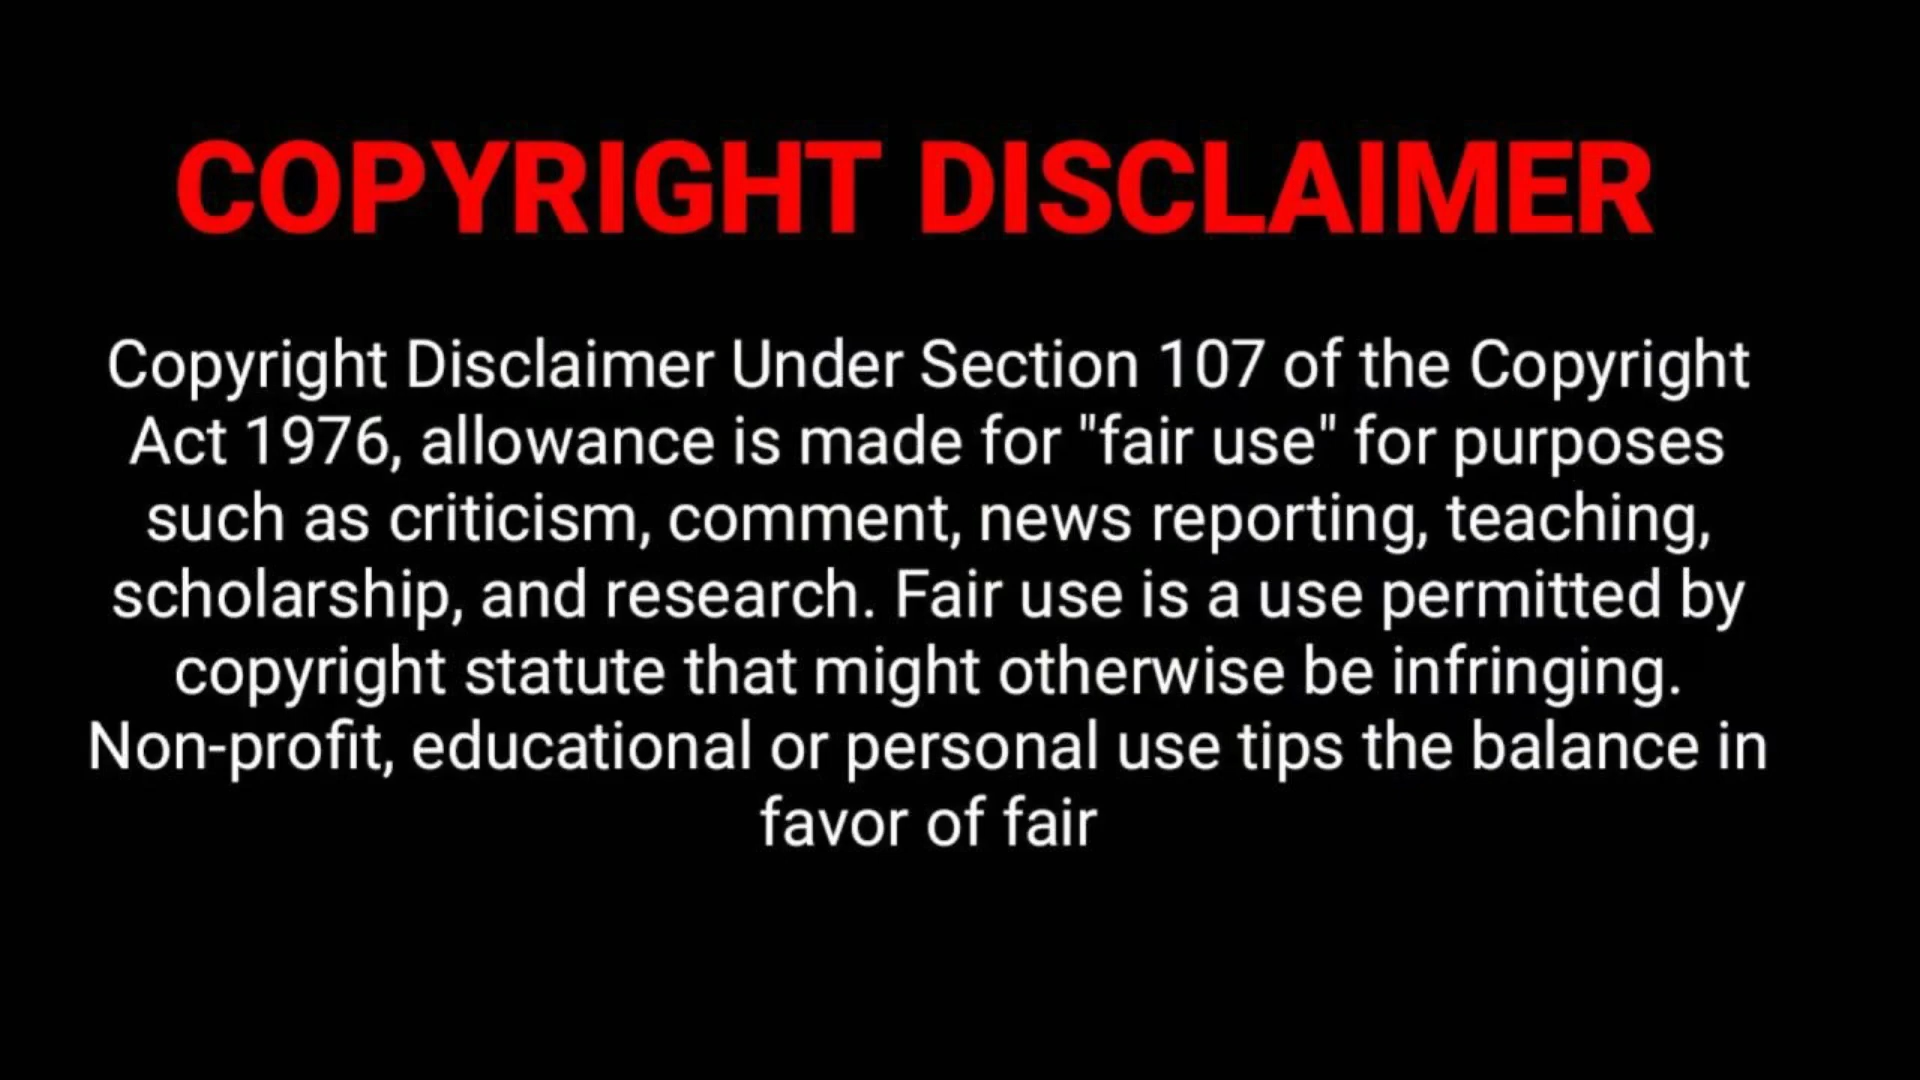 COPYRIGHT DISCLAIMER
Copyright Disclaimer Under Section 107 of the Copyright
Act 1976, allowance is made for "fair use" for purposes
such as criticism, comment, news reporting, teaching,
scholarship, and research. Fair use is a use permitted by
copyright statute that might otherwise be infringing.
Non-profit, educational or personal use tips the balance in
favor of fair